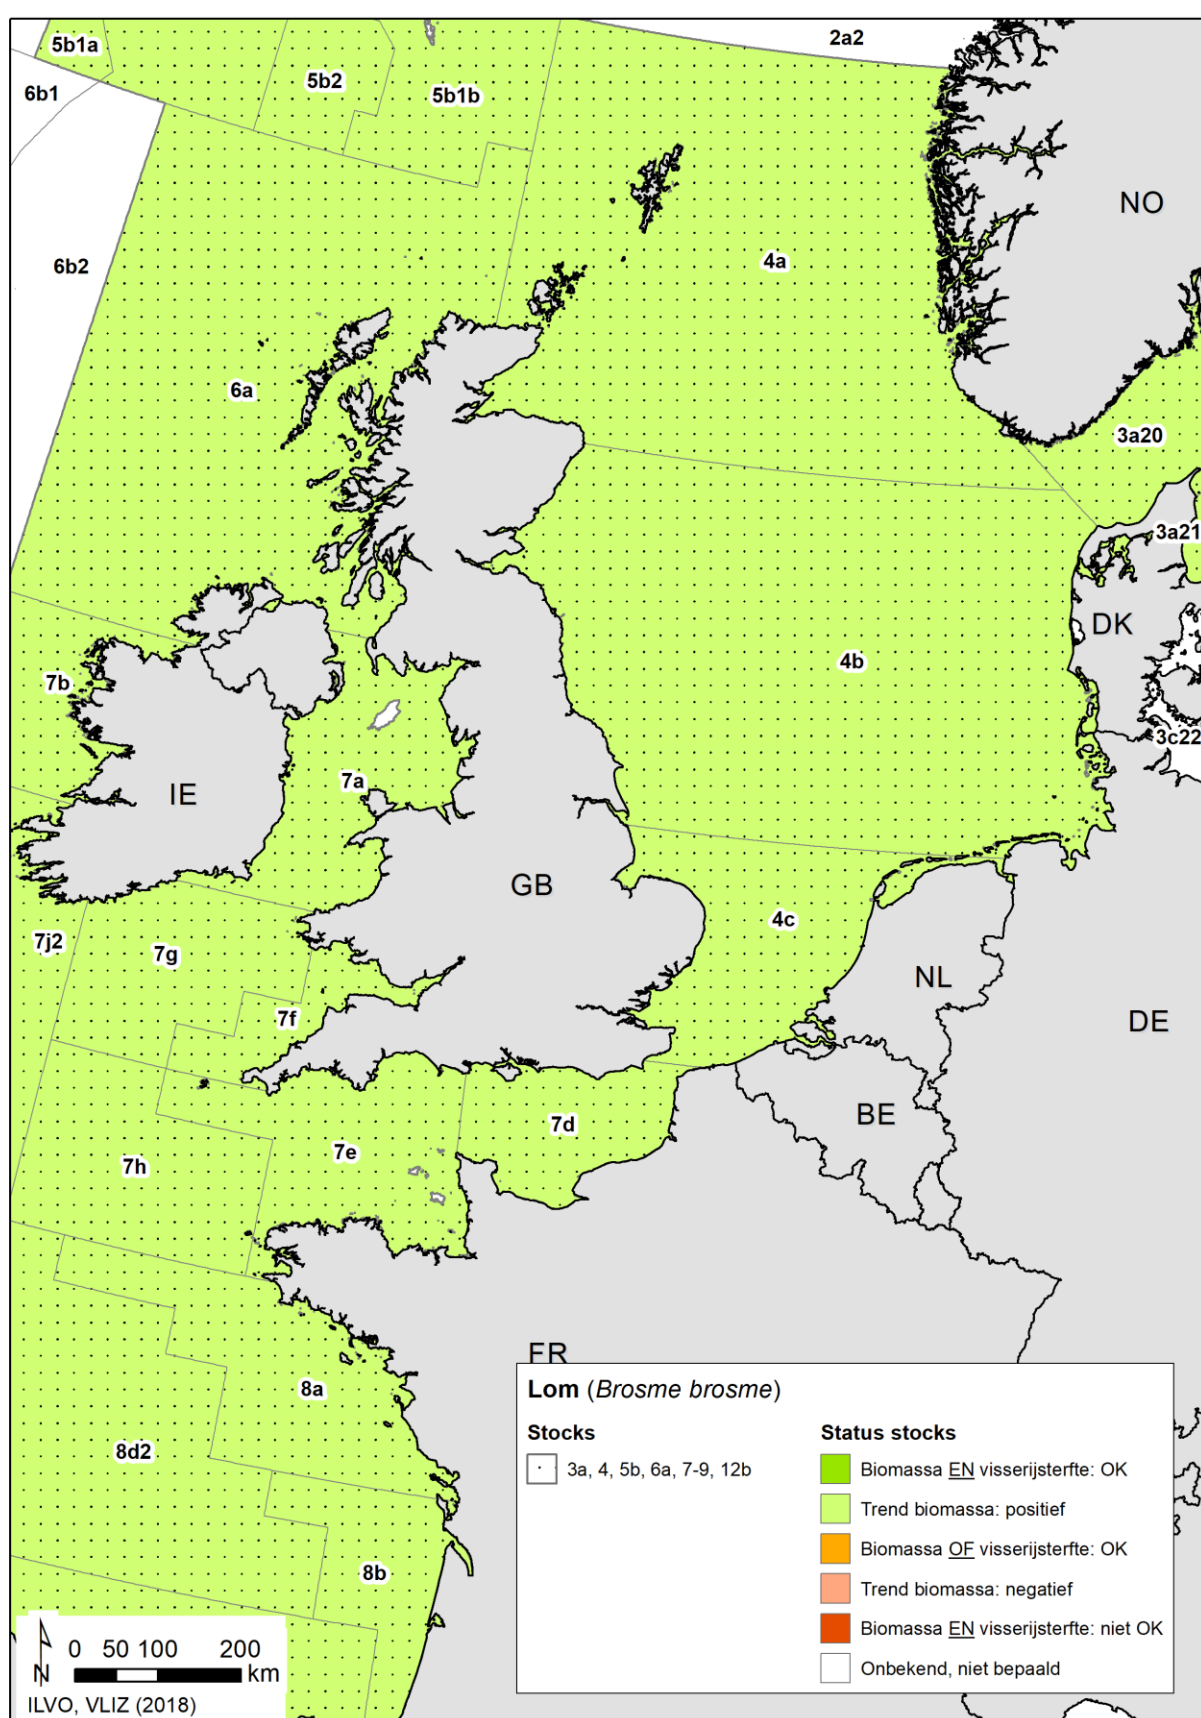 2a2
5b1a
5b2
6b1
5b1b
NO
4a
6b2
6a
3a20
3a21
DK
4b
7b
3c22
7a
IE
GB
4c
7j2
7g
NL
7f
DE
BE
7d
7e
7h
FR
8a
8d2
8b
Lom (Brosme brosme)
Stocks
3a, 4, 5b, 6a, 7-9, 12b
Status stocks
Biomassa EN visserijsterfte: OK
Trend biomassa: positief
Biomassa OF visserijsterfte: OK
Trend biomassa: negatief
Biomassa EN visserijsterfte: niet OK
Onbekend, niet bepaald
0 50 100 200
km
N
ILVO, VLIZ (2018)